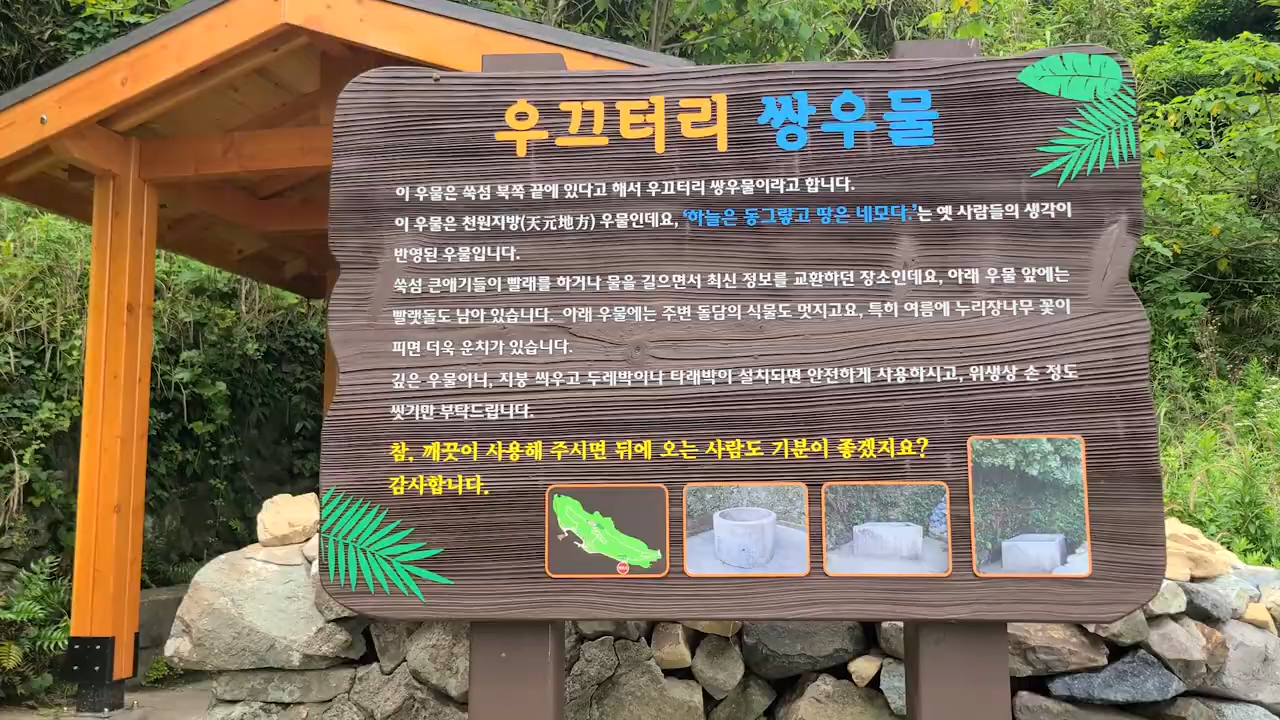 우끄터리 쌍우물
이 우물은 쑥섬 북쪽 끝에 있다고 해서 우끄터리 쌍우물이라고 합니다.
이 우물은 천원지방(天元地方) 우물인데요, '하늘은 동그랗고 땅은 네모다.'는 옛 사람들의 생각이
반영된 우물입니다.
쑥섬 큰애기들이 빨래를 하거나 물을 길으면서 최신 정보를 교환하던 장소인데요, 아래 우물 앞에는
빨랫돌도 남아 있습니다. 아래 우물에는 주변 돌담의 식물도 멋지고요, 특히 여름에 누리장나무 꽃이
피면 더욱 운치가 있습니다.
깊은 우물이니, 지붕 씌우고 두레박이나 타래박이 설치되면 안전하게 사용하시고, 위생상 손 정도
씻기만 부탁드립니다.
참, 깨끗이 사용해 주시면 뒤에 오는 사람도 기분이 좋겠지요?
감사합니다.